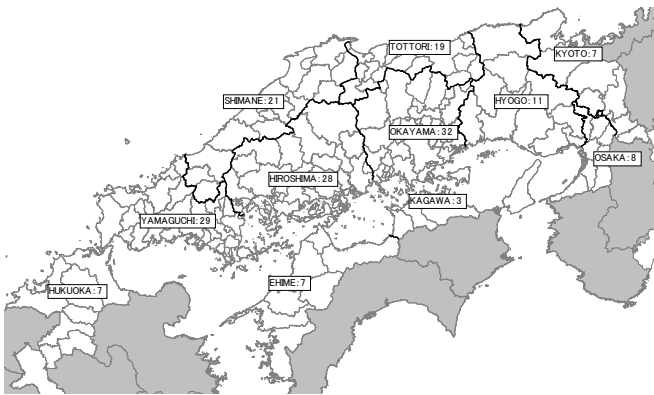 TOTTORI: 19
KYOTO: 7
SHIMANE: 21
HYOGO: 11
OKAYAMA: 32
OSAKA: 8
HIROSHIMA: 28
KAGAWA: 3
YAMAGUCHI: 29
EHIME: 7
HUKUOKA: 7